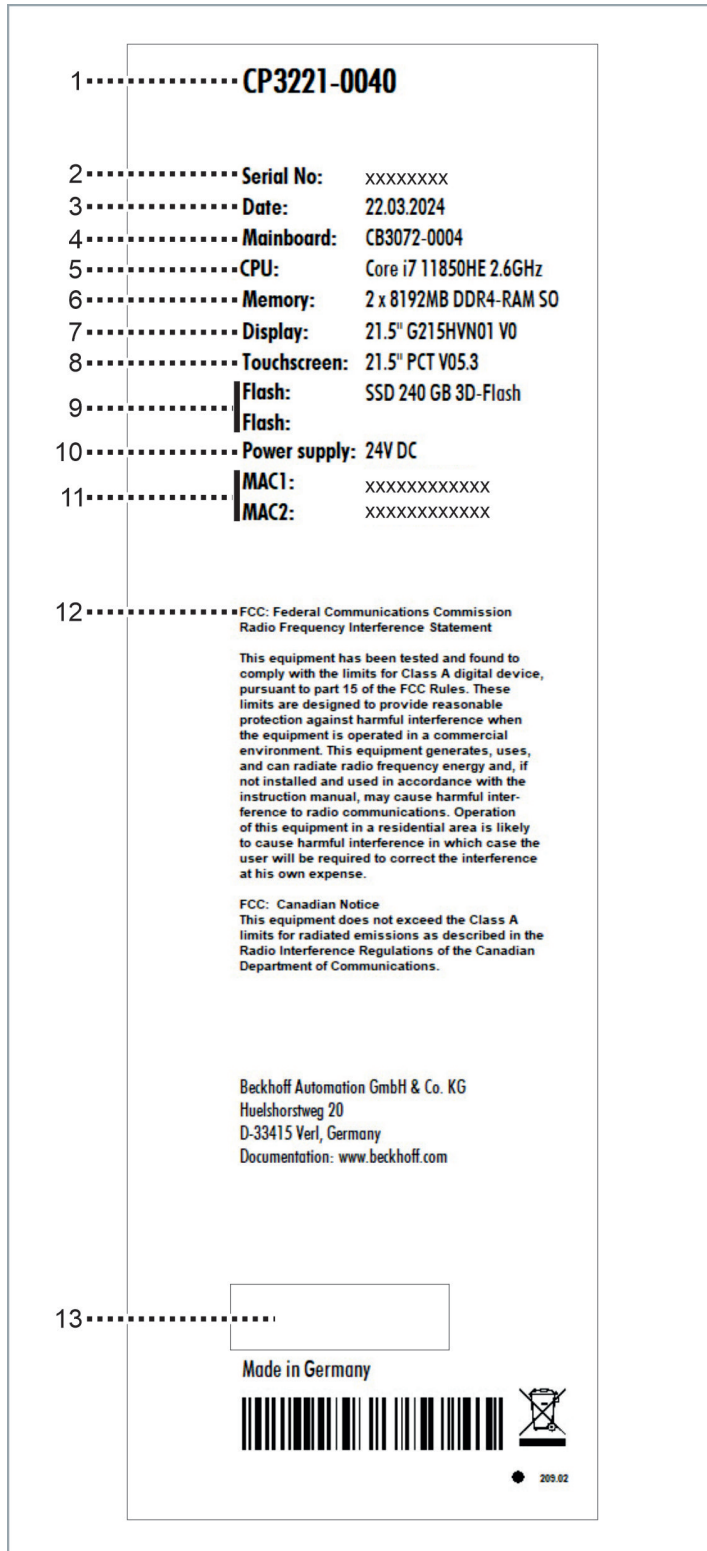 1 CP3221-0040
2 Serial No: xxxxxxxx
3 Date: 22.03.2024
4 Mainboard: CB3072-0004
5 CPU: Core i7 11850HE 2.6GHz
6 Memory: 2 x 8192MB DDR4-RAM SO
7 Display: 21.5" G215HVN01 V0
8 Touchscreen: 21.5" PCT V05.3
9 Flash: SSD 240 GB 3D-Flash
Flash:
10 Power supply: 24V DC
11 MAC1: xxxxxxxxxxxx
MAC2: xxxxxxxxxxxx
12 FCC: Federal Communications Commission
Radio Frequency Interference Statement
This equipment has been tested and found to
comply with the limits for Class A digital device,
pursuant to part 15 of the FCC Rules. These
limits are designed to provide reasonable
protection against harmful interference when
the equipment is operated in a commercial
environment. This equipment generates, uses,
and can radiate radio frequency energy and, if
not installed and used in accordance with the
instruction manual, may cause harmful inter-
ference to radio communications. Operation
of this equipment in a residential area is likely
to cause harmful interference in which case the
user will be required to correct the interference
at his own expense.
FCC: Canadian Notice
This equipment does not exceed the Class A
limits for radiated emissions as described in the
Radio Interference Regulations of the Canadian
Department of Communications.
Beckhoff Automation GmbH & Co. KG
Huelshorstweg 20
D-33415 Verl, Germany
Documentation: www.beckhoff.com
13
Made in Germany
209.02